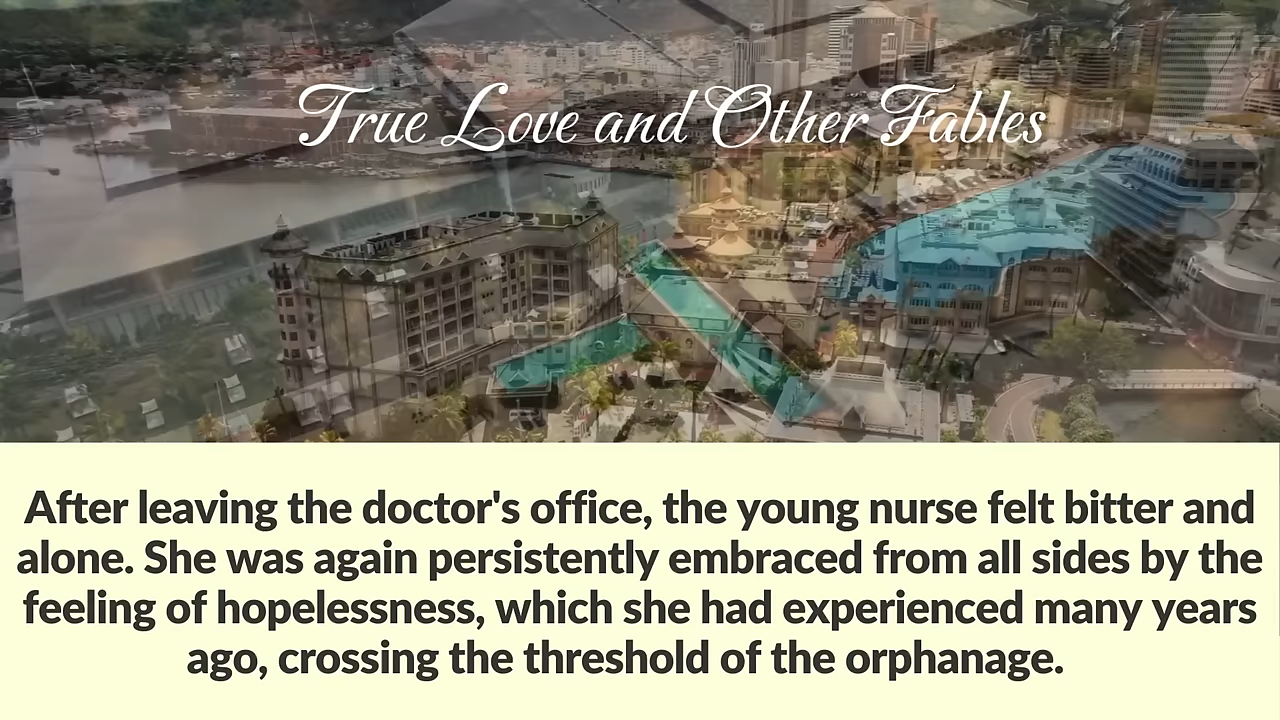 True Love and Other Fables
After leaving the doctor's office, the young nurse felt bitter and
alone. She was again persistently embraced from all sides by the
feeling of hopelessness, which she had experienced many years
ago, crossing the threshold of the orphanage.